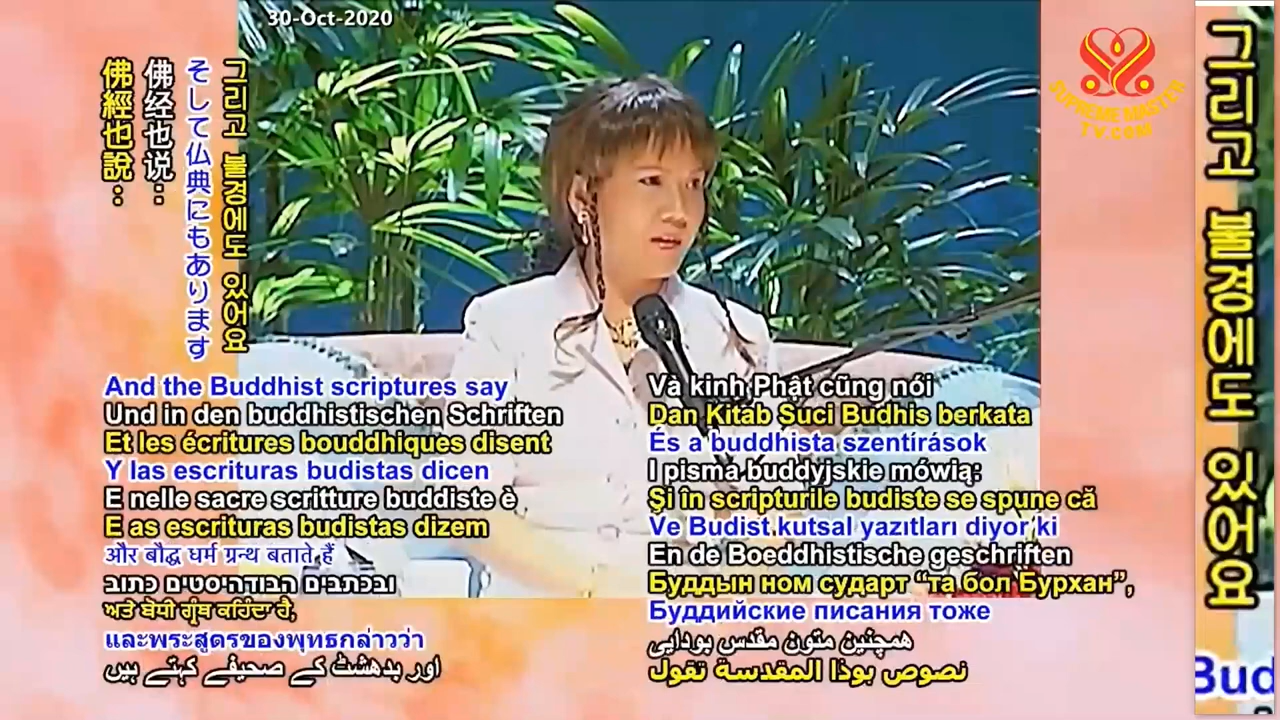 30-Oct-2020
SUPREME MASTER
TV.COM
그리고 불경에도 있어요
そして仏典にもあります
佛经也说：
佛經也說：
And the Buddhist scriptures say
Und in den buddhistischen Schriften
Et les écritures bouddhiques disent
Y las escrituras budistas dicen
E nelle sacre scritture buddiste è
E as escrituras budistas dizem
और बौद्ध धर्म ग्रन्थ बताते हैं
ובכתבים הבודהיסטים כתוב
ਅਤੇ ਬੋਧੀ ਗ੍ਰੰਥ ਕਹਿੰਦਾ ਹੈ,
และพระสูตรของพุทธกล่าวว่า
اور بدھشٹ کے صحیفے کہتے ہیں
Và kinh Phật cũng nói
Dan Kitab Suci Budhis berkata
És a buddhista szentírások
I pisma buddyjskie mówią:
Şi în scripturile budiste se spune că
Ve Budist kutsal yazıtları diyor ki
En de Boeddhistische geschriften
Буддын ном сударт “та бол Бурхан”,
Буддийские писания тоже
همچنین متون مقدس بودایی
نصوص بوذا المقدسة تقول
그리고 불경에도 있어요
Bud